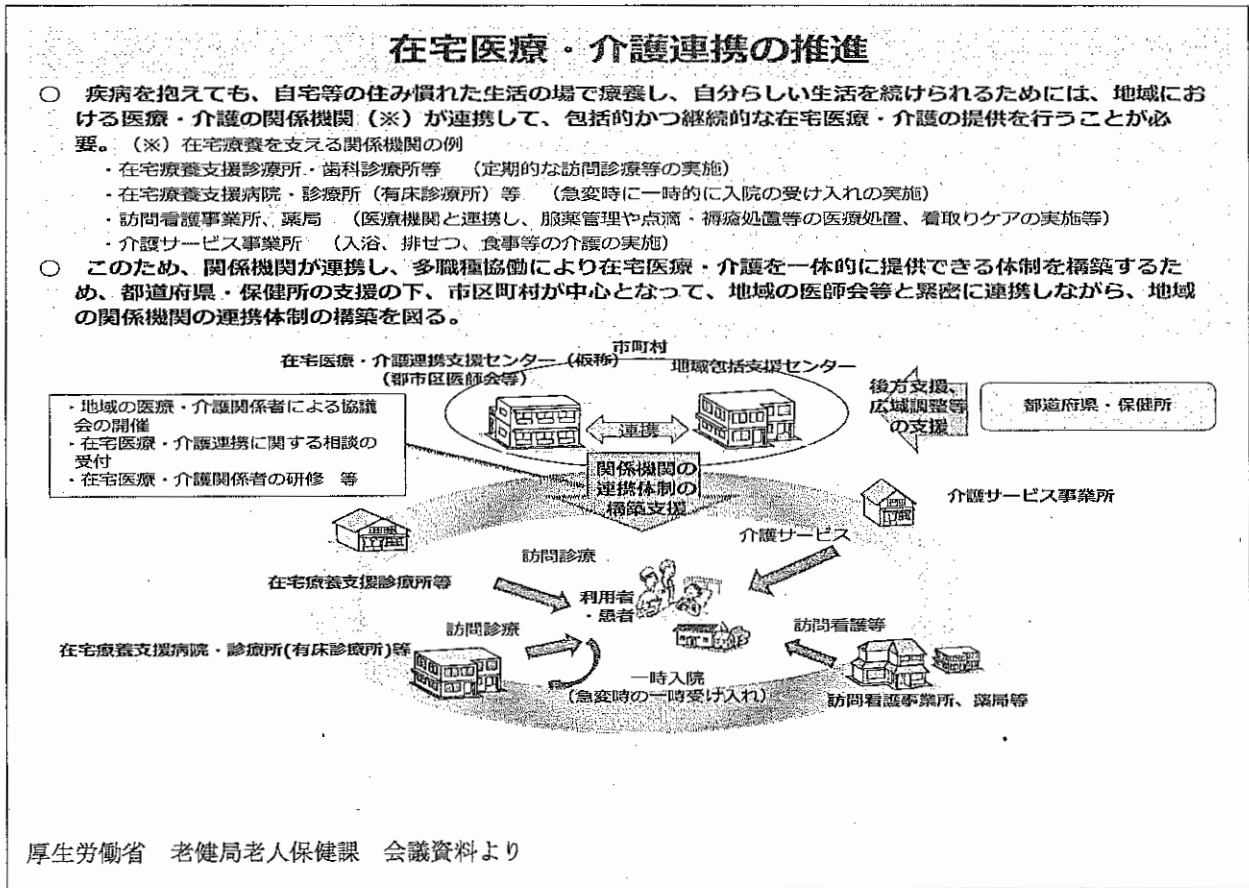 在宅医療・介護連携の推進
○ 疾病を抱えても、自宅等の住み慣れた生活の場で療養し、自分らしい生活を続けられるためには、地域にお
ける医療・介護の関係機関（※）が連携して、包括的かつ継続的な在宅医療・介護の提供を行うことが必
要。（※）在宅療養を支える関係機関の例
・在宅療養支援診療所・歯科診療所等 （定期的な訪問診療等の実施）
・在宅療養支援病院・診療所（有床診療所）等 （急変時に一時的に入院の受け入れの実施）
・訪問看護事業所、薬局 （医療機関と連携し、服薬管理や点滴・褥瘡処置等の医療処置、看取りケアの実施等）
・介護サービス事業所 （入浴、排せつ、食事等の介護の実施）
○ このため、関係機関が連携し、多職種協働により在宅医療・介護を一体的に提供できる体制を構築するた
め、都道府県・保健所の支援の下、市区町村が中心となって、地域の医師会等と緊密に連携しながら、地域
の関係機関の連携体制の構築を図る。
市町村
在宅医療・介護連携支援センター（仮称）
（郡市区医師会等）
地域包括支援センター
連携
後方支援、
広域調整等
の支援
都道府県・保健所
・地域の医療・介護関係者による協議
会の開催
・在宅医療・介護連携に関する相談の
受付
・在宅医療・介護関係者の研修 等
関係機関の
連携体制の
構築支援
介護サービス事業所
介護サービス
訪問診療
在宅療養支援診療所等
利用者
・患者
訪問診療
訪問看護等
在宅療養支援病院・診療所(有床診療所)等
一時入院
（急変時の一時受け入れ）
訪問看護事業所、薬局等
厚生労働省 老健局老人保健課 会議資料より